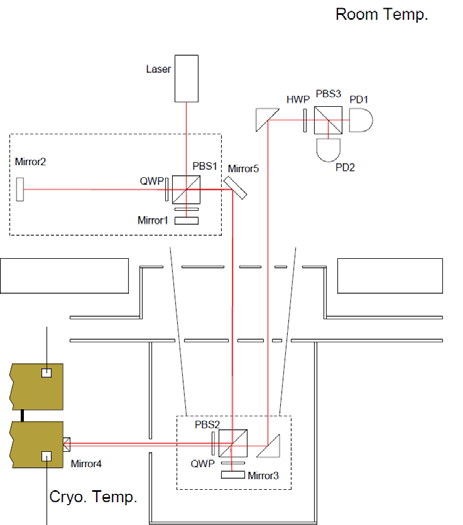 Room Temp.
Laser
HWP
PBS3
PD1
PD2
Mirror2
QWP
PBS1
Mirror5
Mirror1
PBS2
QWP
Mirror3
Mirror4
Cryo. Temp.